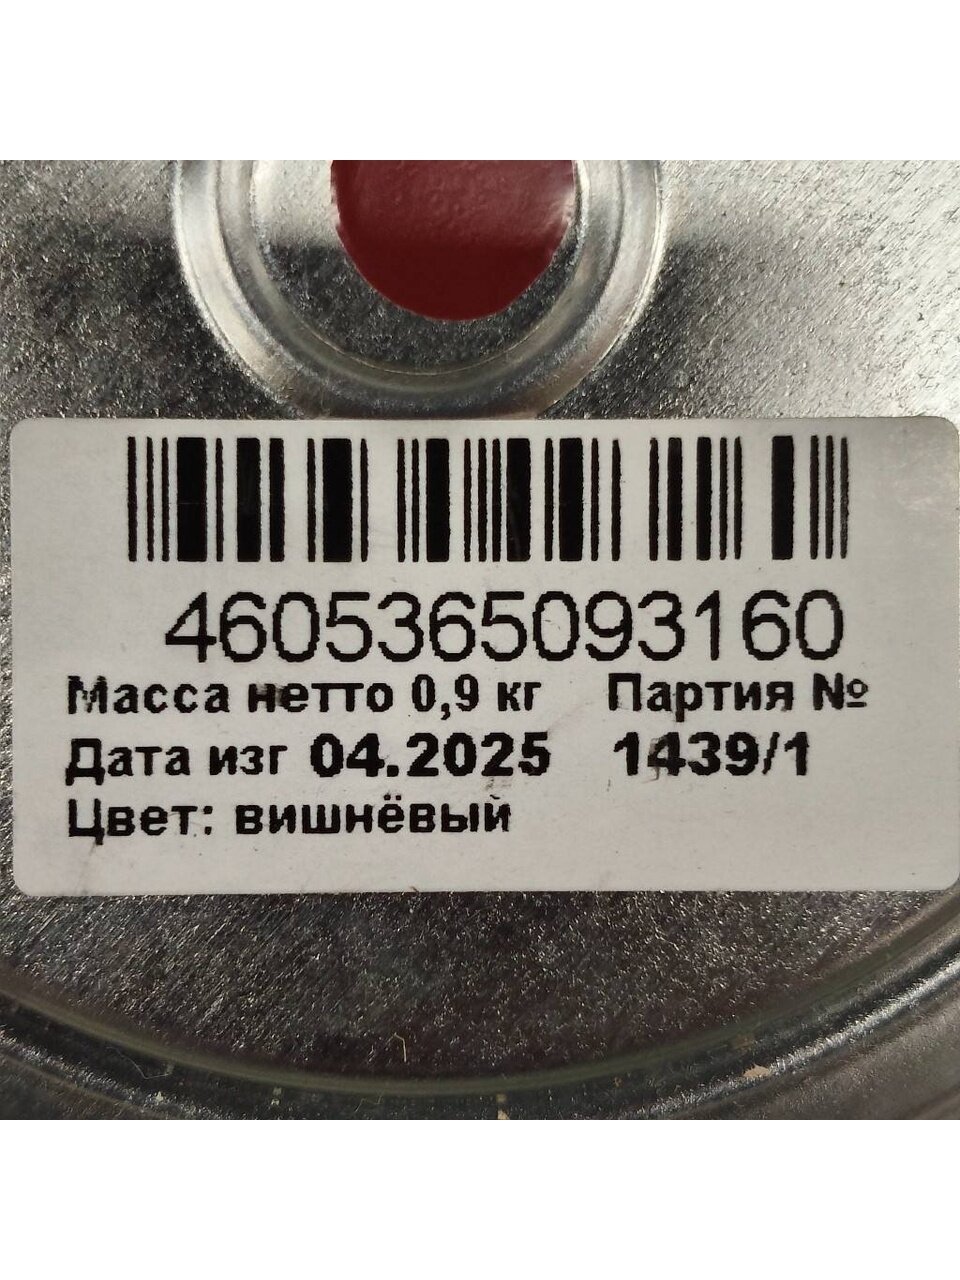 4605365093160
Масса нетто 0,9 кг Партия №
Дата изг 04.2025 1439/1
Цвет: вишнёвый